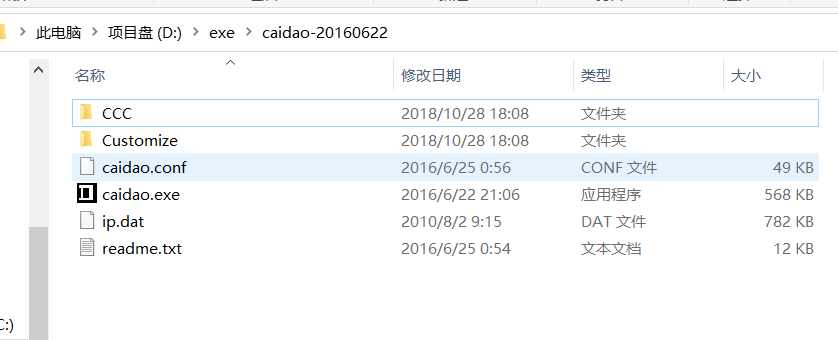 此电脑 > 项目盘 (D:) > exe > caidao-20160622
名称 修改日期 类型 大小
CCC 2018/10/28 18:08 文件夹
Customize 2018/10/28 18:08 文件夹
caidao.conf 2016/6/25 0:56 CONF 文件 49 KB
caidao.exe 2016/6/22 21:06 应用程序 568 KB
ip.dat 2010/8/2 9:15 DAT 文件 782 KB
readme.txt 2016/6/25 0:54 文本文档 12 KB
C:)